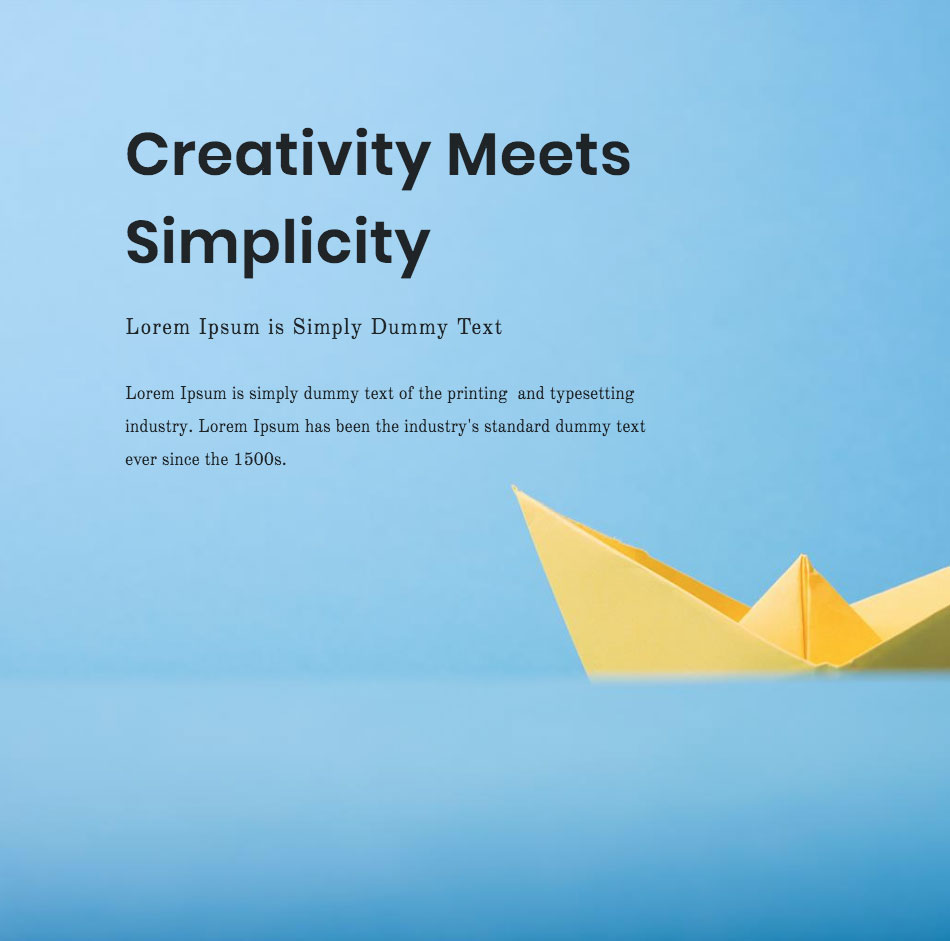 Creativity Meets
Simplicity
Lorem Ipsum is Simply Dummy Text
Lorem Ipsum is simply dummy text of the printing  and typesetting
industry. Lorem Ipsum has been the industry's standard dummy text
ever since the 1500s.